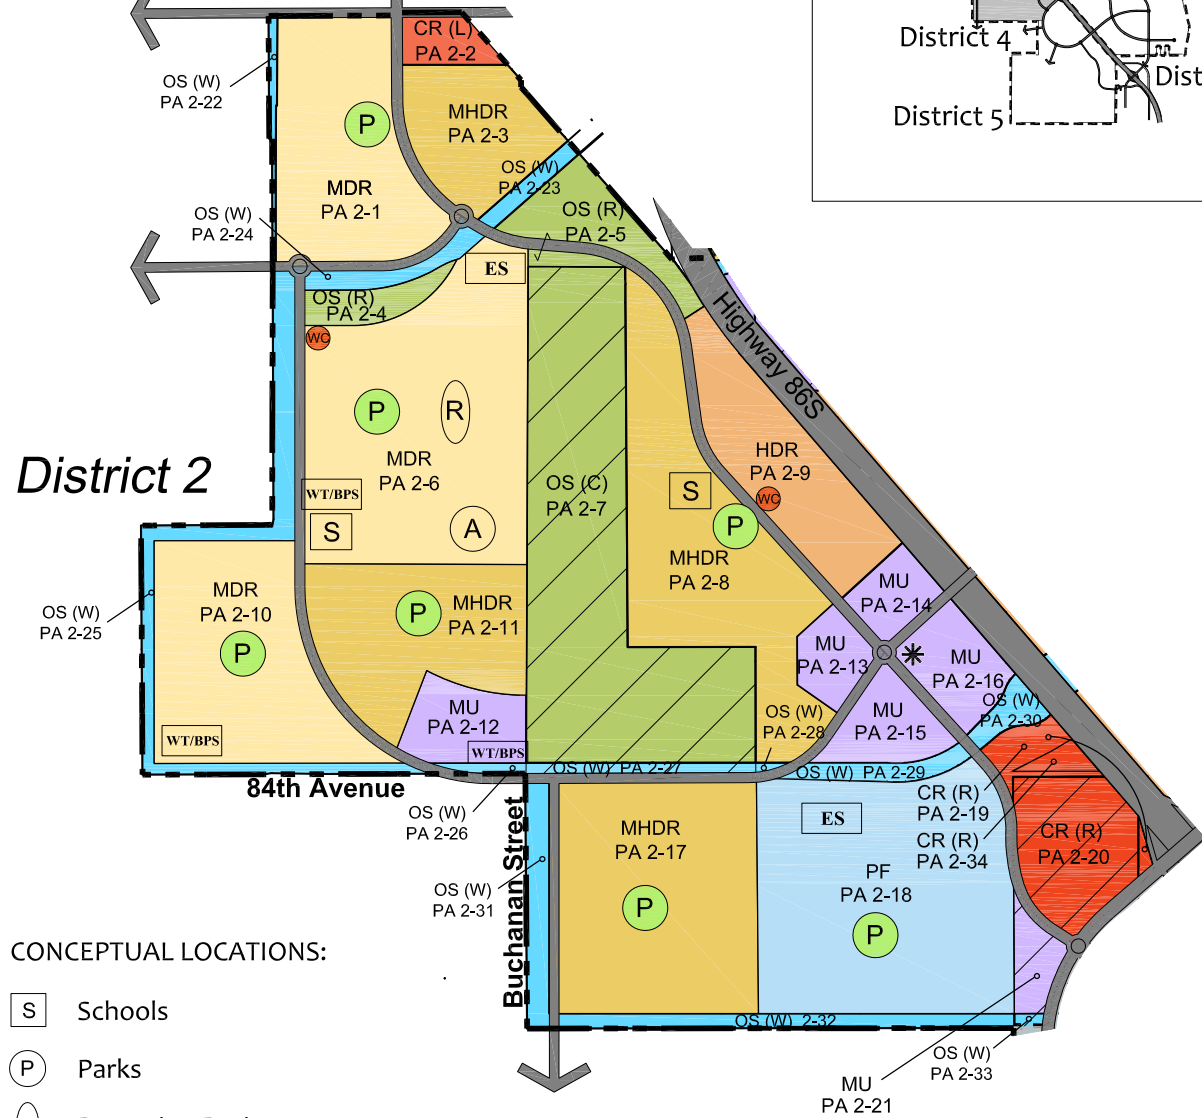 CR (L)
PA 2-2
District 4
Dist
District 5
OS (W)
PA 2-22
P
MHDR
PA 2-3
OS (W)
PA 2-23
MDR
PA 2-1
OS (W)
PA 2-24
OS (R)
PA 2-5
ES
OS (R)
PA 2-4
WC
Highway 86S
P
R
MDR
PA 2-6
HDR
PA 2-9
WC
District 2
OS (C)
PA 2-7
WT/BPS
S
A
S
P
MHDR
PA 2-8
MU
PA 2-14
MDR
PA 2-10
P
OS (W)
PA 2-25
P
MHDR
PA 2-11
MU
PA 2-13
MU
PA 2-16
MU
PA 2-12
MU
PA 2-15
OS (W)
PA 2-30
OS (W)
PA 2-28
WT/BPS
WT/BPS
OS (W) PA 2-27
OS (W) PA 2-29
84th Avenue
OS (W)
PA 2-26
Buchanan Street
MHDR
PA 2-17
P
ES
CR (R)
PA 2-19
CR (R)
PA 2-34
CR (R)
PA 2-20
PF
PA 2-18
P
OS (W)
PA 2-31
OS (W) 2-32
OS (W)
PA 2-33
MU
PA 2-21
CONCEPTUAL LOCATIONS:
S Schools
P Parks